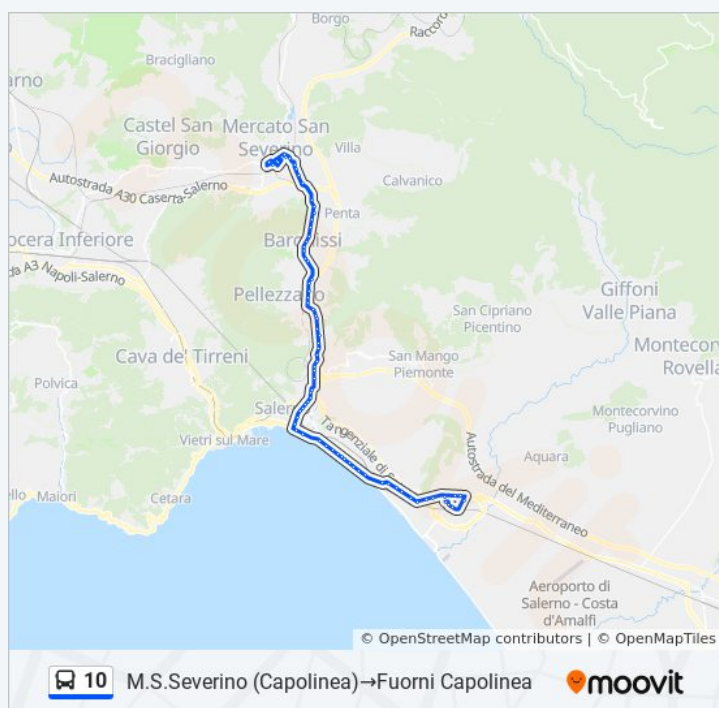 Borgo
Racco
Bracigliano
arno
Castel San
Giorgio
Mercato San
Severino
Villa
Calvanico
Autostrada A30 Caserta-Salerno
Penta
ocera Inferiore
Baronissi
da A3 Napoli-Salerno
Pellezzano
Giffoni
Valle Piana
San Cipriano
Picentino
Cava de' Tirreni
San Mango
Piemonte
Montecorv
Rovella
Polvica
Salerno
Montecorvino
Pugliano
Tangenziale di S
Vietri sul Mare
Autostrada del Mediterraneo
Aquara
ello
Maiori
Cetara
Aeroporto di
Salerno - Costa
d'Amalfi
© OpenStreetMap contributors | © OpenMapTiles
10 M.S.Severino (Capolinea)→Fuorni Capolinea moovit